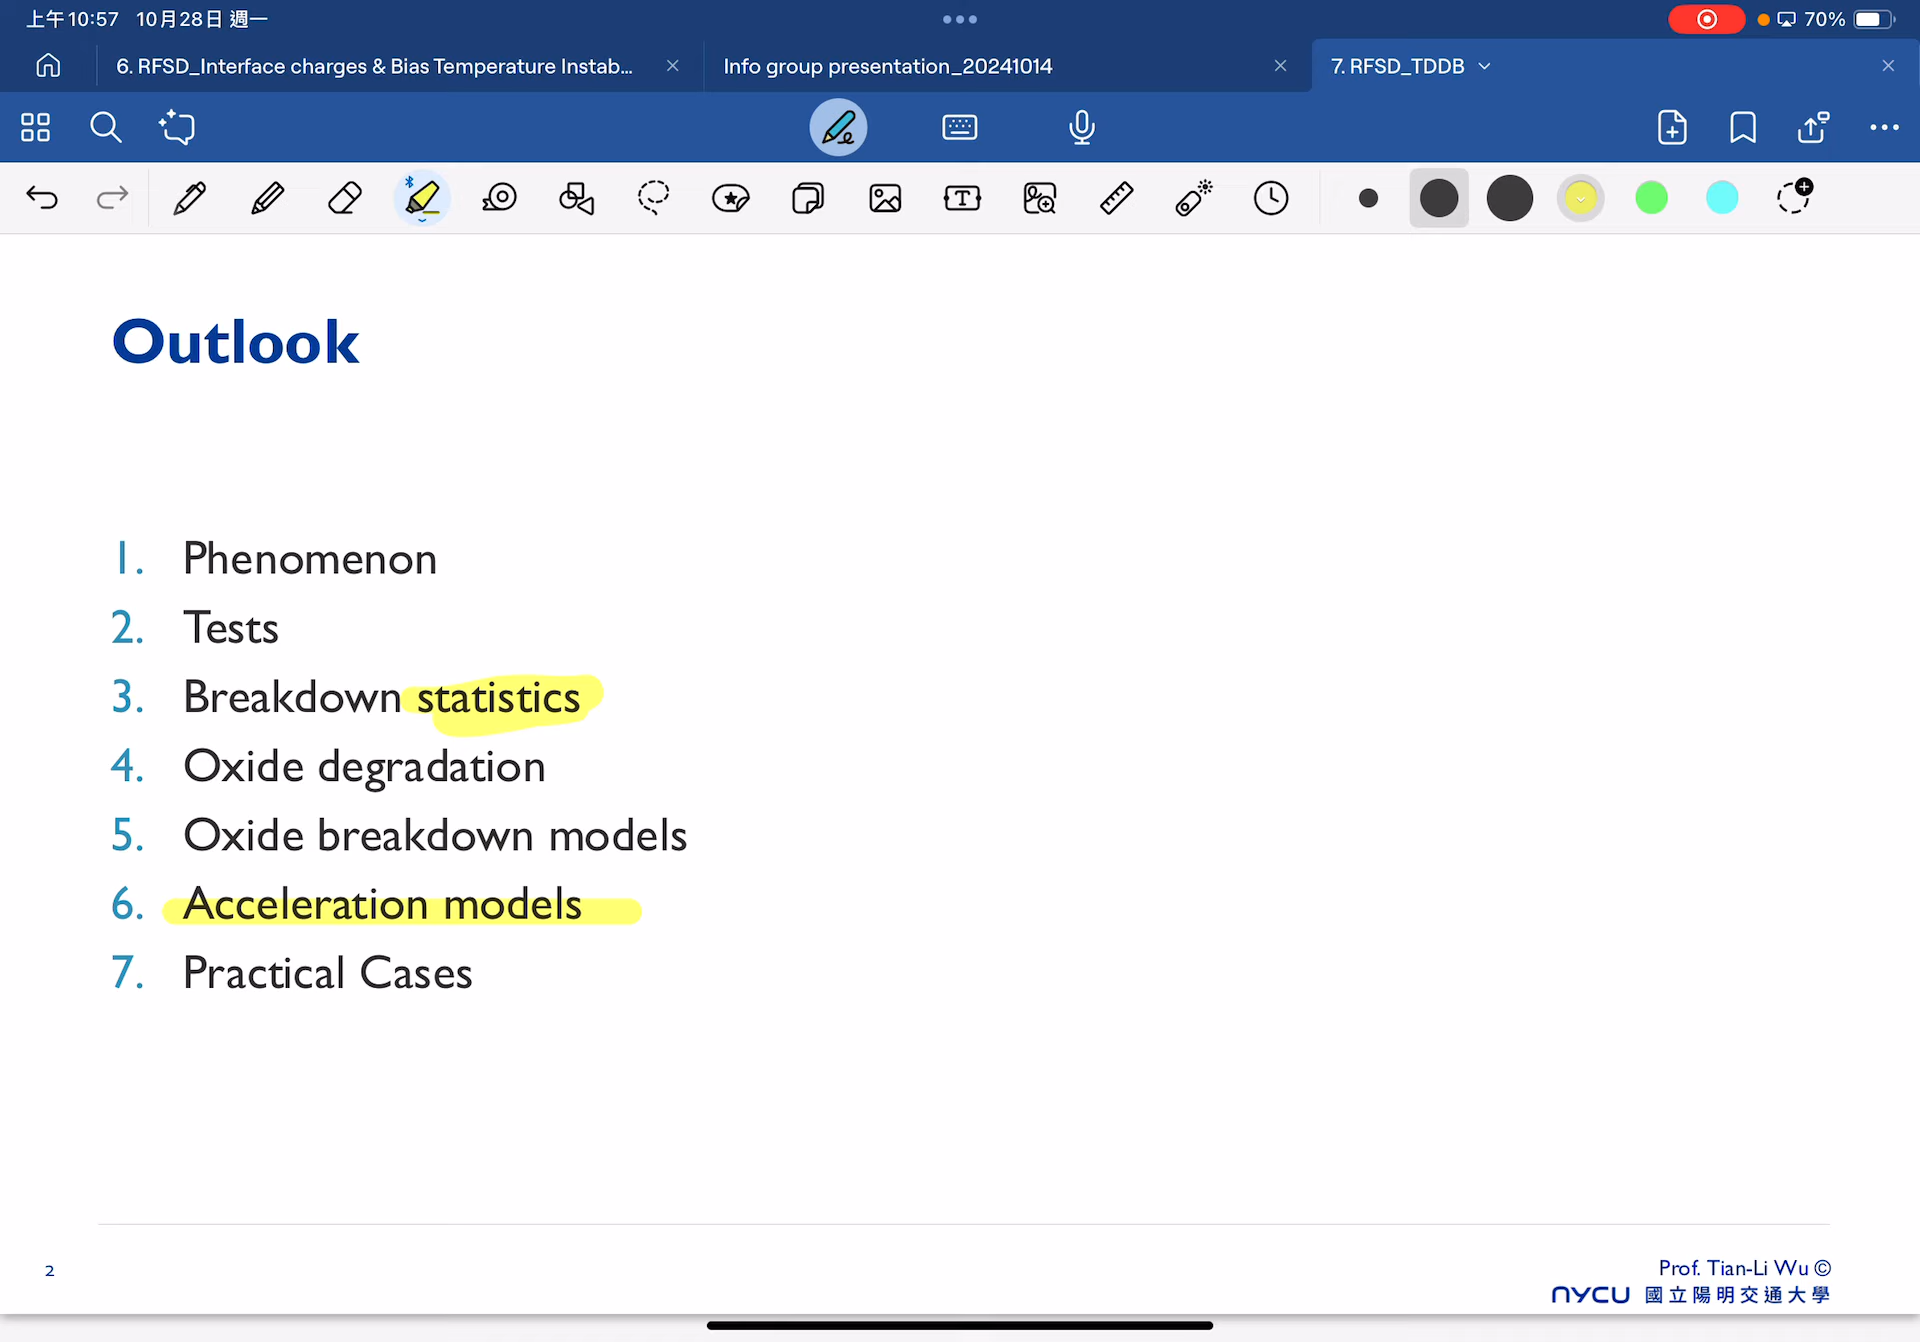 上午10:57 10月28日 週一
70%
6. RFSD_Interface charges & Bias Temperature Instab...
Info group presentation_20241014
7. RFSD_TDDB
Outlook
1. Phenomenon
2. Tests
3. Breakdown statistics
4. Oxide degradation
5. Oxide breakdown models
6. Acceleration models
7. Practical Cases
2
Prof. Tian-Li Wu ©
NYCU 國立陽明交通大學